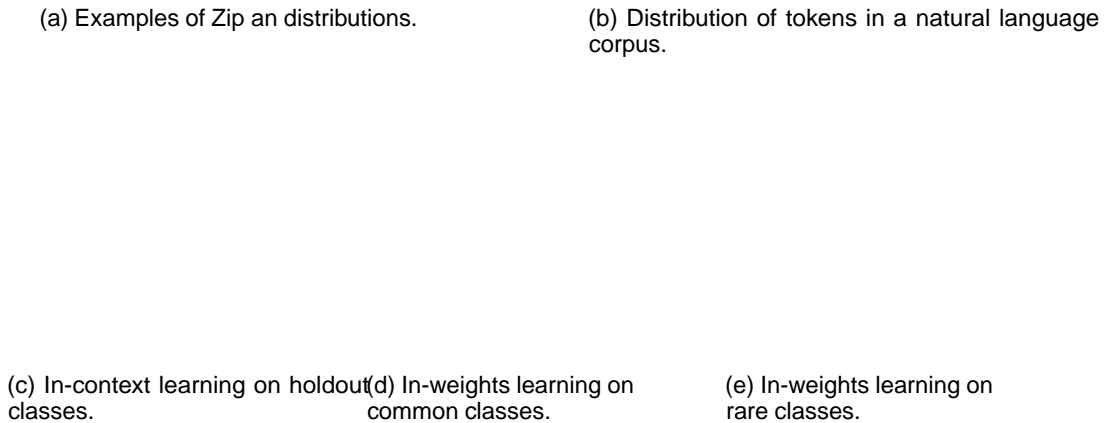 (a) Examples of Zip an distributions.
(b) Distribution of tokens in a natural language
corpus.
(c) In-context learning on holdout
classes.
(d) In-weights learning on
common classes.
(e) In-weights learning on
rare classes.